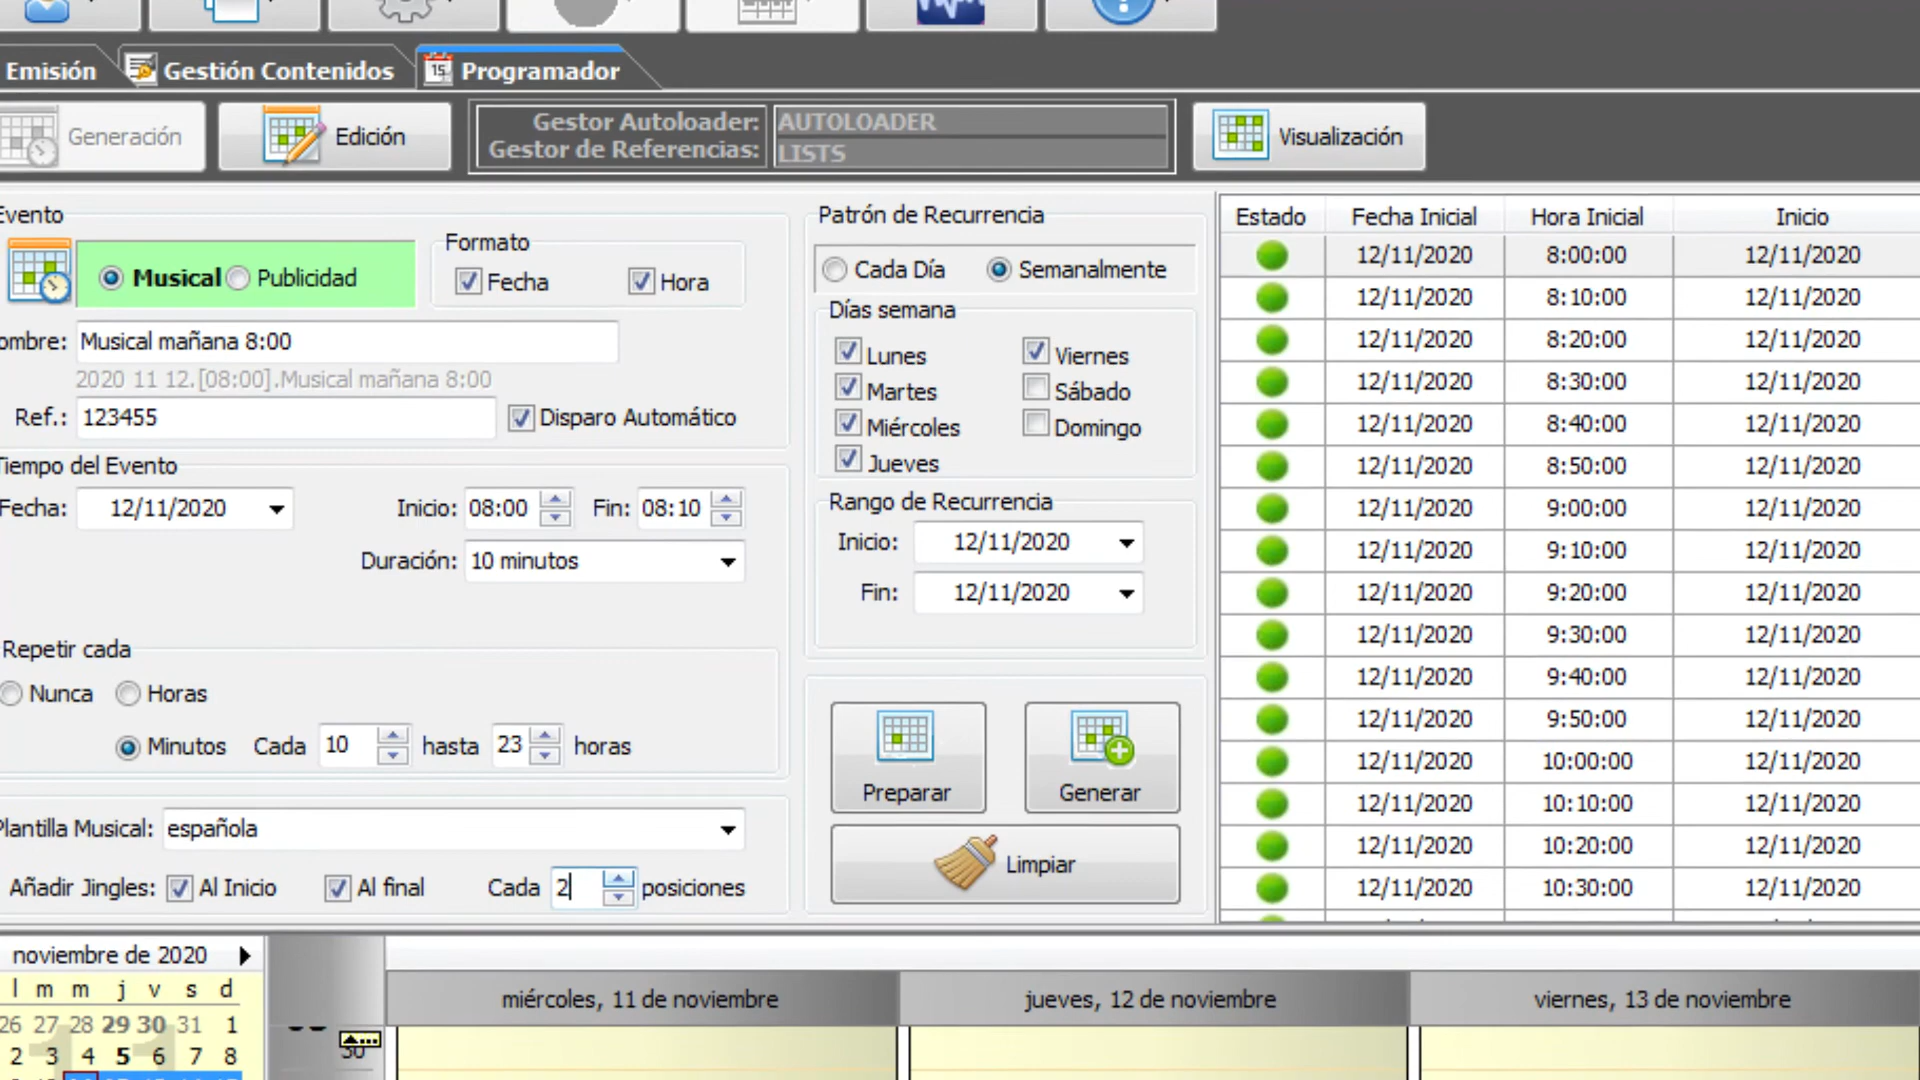 Emisión
Gestión Contenidos
15
Programador
Generación
Edición
Gestor Autoloader: AUTOLOADER
Gestor de Referencias: LISTS
Visualización
Evento
Musical
Publicidad
Formato
Fecha
Hora
ombre: Musical mañana 8:00
2020 11 12.[08:00].Musical mañana 8:00
Ref.: 123455
Disparo Automático
Tiempo del Evento
Fecha: 12/11/2020
Inicio: 08:00
Fin: 08:10
Duración: 10 minutos
Repetir cada
Nunca
Horas
Minutos Cada 10 hasta 23 horas
Plantilla Musical: española
Añadir Jingles: Al Inicio Al final Cada 2 posiciones
Patrón de Recurrencia
Cada Día
Semanalmente
Días semana
Lunes
Viernes
Martes
Sábado
Miércoles
Domingo
Jueves
Rango de Recurrencia
Inicio: 12/11/2020
Fin: 12/11/2020
Preparar
Generar
Limpiar
Estado Fecha Inicial Hora Inicial Inicio
12/11/2020 8:00:00 12/11/2020
12/11/2020 8:10:00 12/11/2020
12/11/2020 8:20:00 12/11/2020
12/11/2020 8:30:00 12/11/2020
12/11/2020 8:40:00 12/11/2020
12/11/2020 8:50:00 12/11/2020
12/11/2020 9:00:00 12/11/2020
12/11/2020 9:10:00 12/11/2020
12/11/2020 9:20:00 12/11/2020
12/11/2020 9:30:00 12/11/2020
12/11/2020 9:40:00 12/11/2020
12/11/2020 9:50:00 12/11/2020
12/11/2020 10:00:00 12/11/2020
12/11/2020 10:10:00 12/11/2020
12/11/2020 10:20:00 12/11/2020
12/11/2020 10:30:00 12/11/2020
noviembre de 2020
l m m j v s d
26 27 28 29 30 31 1
2 3 4 5 6 7 8
miércoles, 11 de noviembre
jueves, 12 de noviembre
viernes, 13 de noviembre